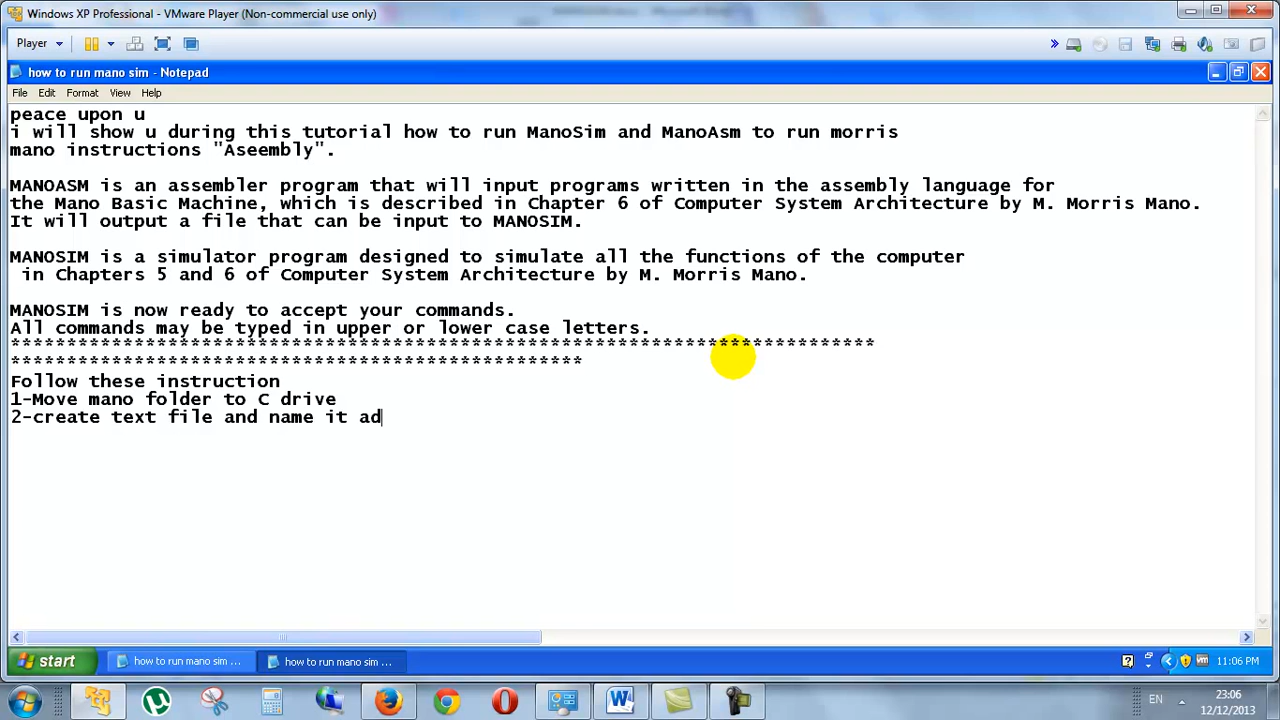 Windows XP Professional - VMware Player (Non-commercial use only)
Player
how to run mano sim - Notepad
File Edit Format View Help
peace upon u
i will show u during this tutorial how to run ManoSim and ManoAsm to run morris
mano instructions "Aseembly".
MANOASM is an assembler program that will input programs written in the assembly language for
the Mano Basic Machine, which is described in Chapter 6 of Computer System Architecture by M. Morris Mano.
It will output a file that can be input to MANOSIM.
MANOSIM is a simulator program designed to simulate all the functions of the computer
in Chapters 5 and 6 of Computer System Architecture by M. Morris Mano.
MANOSIM is now ready to accept your commands.
All commands may be typed in upper or lower case letters.
*****************************************************************************
***************************************************
Follow these instruction
1-Move mano folder to C drive
2-create text file and name it ad
start how to run mano sim ... how to run mano sim ... 11:06 PM
EN 23:06
12/12/2013